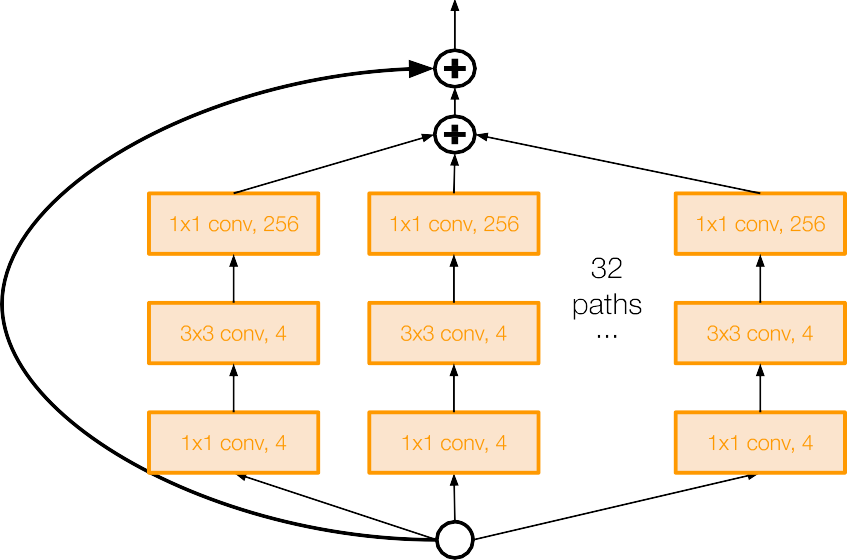 1x1 conv, 256
1x1 conv, 256
1x1 conv, 256
32
paths
...
3x3 conv, 4
3x3 conv, 4
3x3 conv, 4
1x1 conv, 4
1x1 conv, 4
1x1 conv, 4